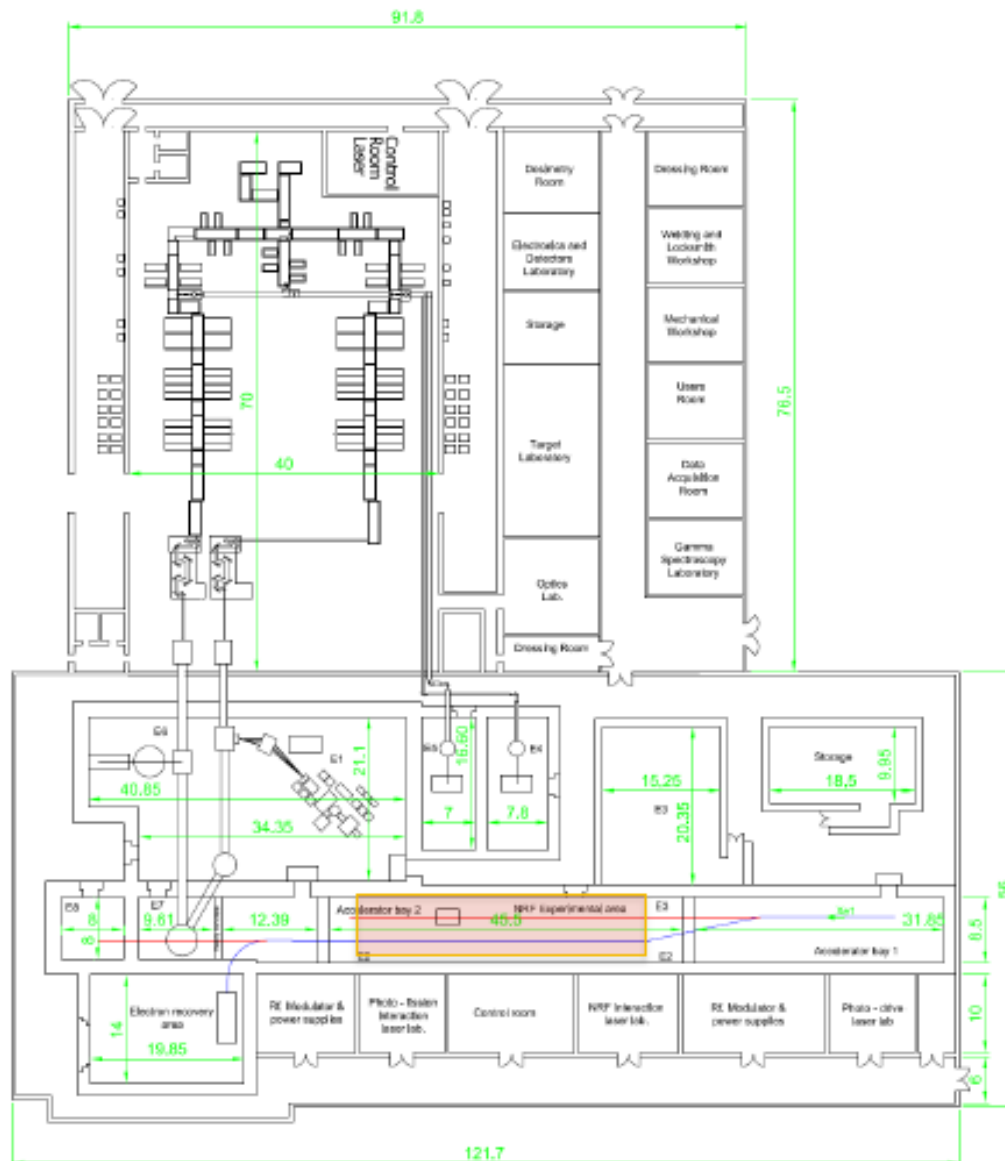 91.8
Control
Room
Laser
Dosimetry
Room
Dressing Room
Electronics and
Detectors
Laboratory
Welding and
Locksmith
Workshop
Storage
Mechanical
Workshop
70
Users
Room
76.5
Target
Laboratory
40
Data
Acquisition
Room
Gamma
Spectroscopy
Laboratory
Optics
Lab.
Dressing Room
E6
E1
21.1
E5
16.60
E4
Storage
9.95
40.85
15.25
18.5
7
7.8
E3
20.35
34.35
E8
E7
8
9.61
12.39
Accelerator bay 2
NRF Experimental area
E3
46.5
31.85
8.5
8
E2
Accelerator bay 1
Electron recovery
area
14
19.85
Rf. Modulator &
power supplies
Photo - fission
Interaction
laser lab.
Control room
NRF Interaction
laser lab.
Rf. Modulator &
power supplies
Photo - drive
laser lab
10
6
121.7